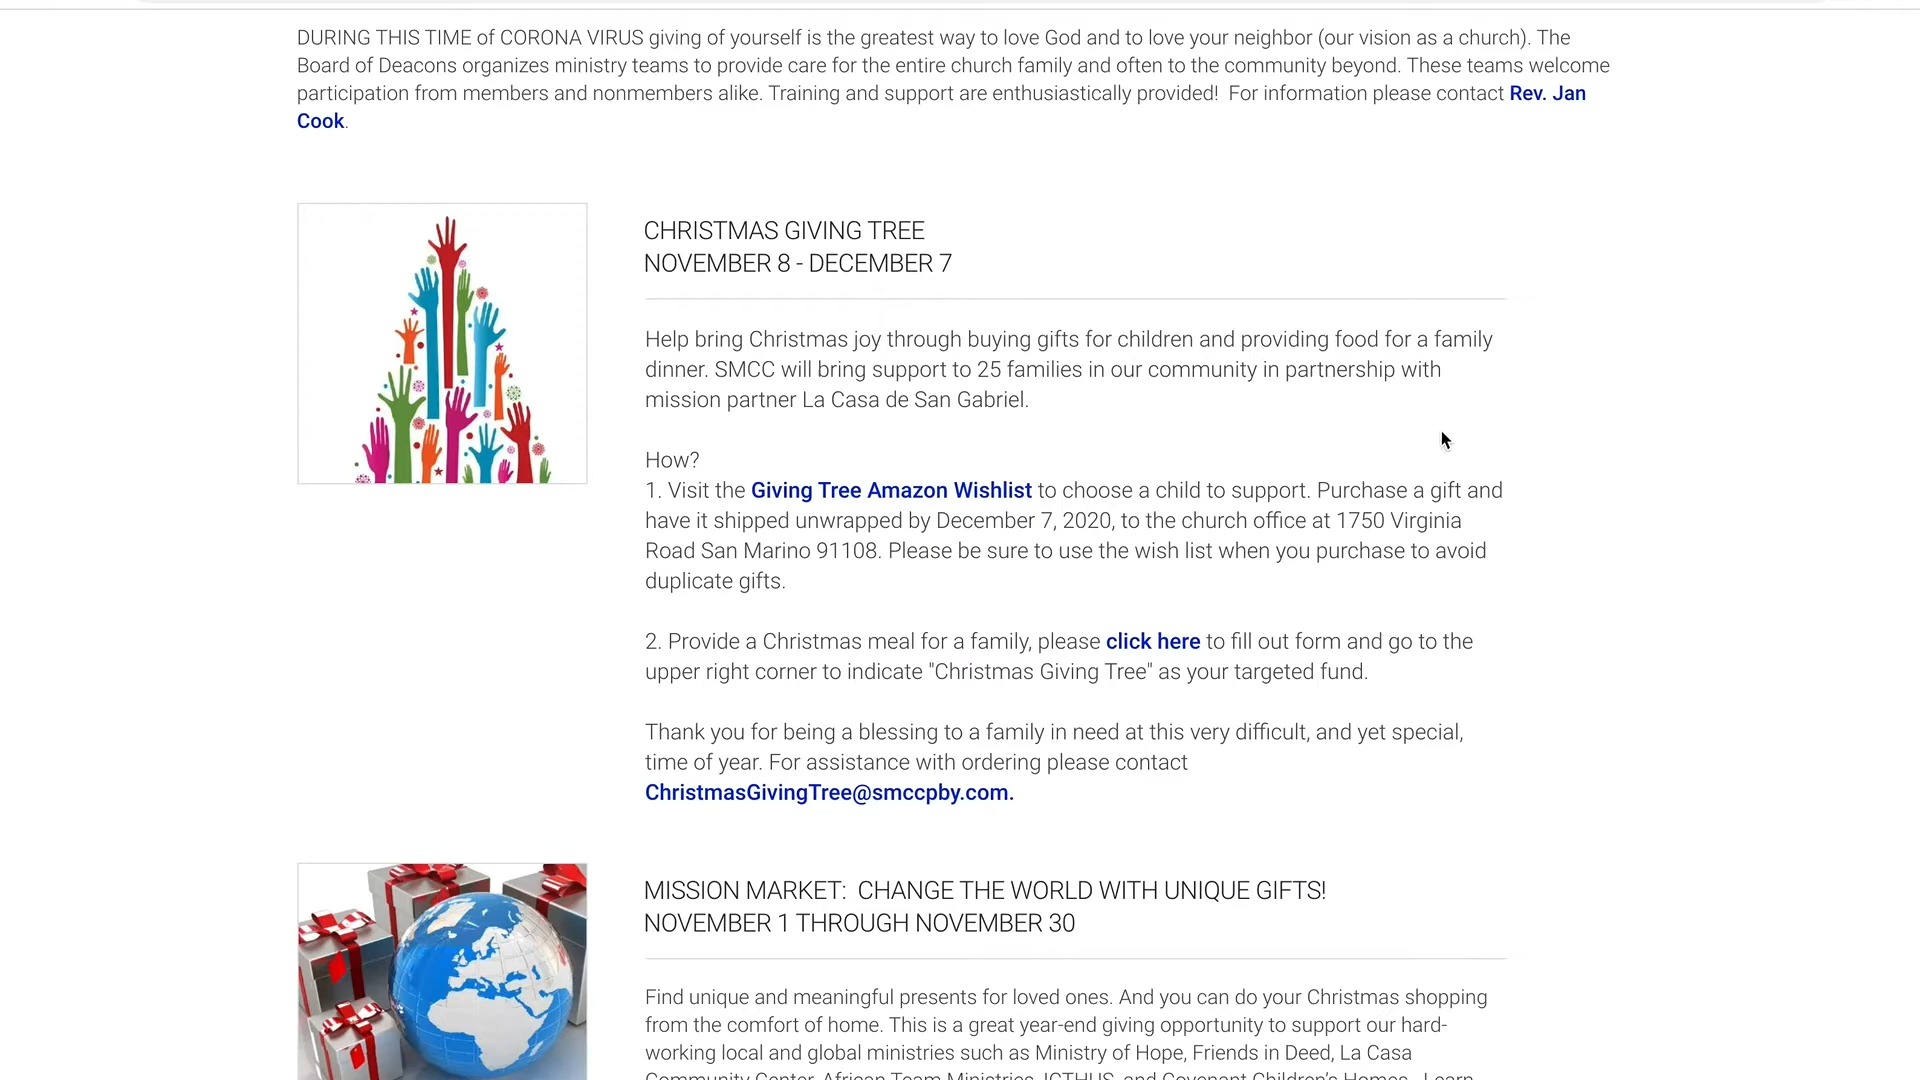 DURING THIS TIME of CORONA VIRUS giving of yourself is the greatest way to love God and to love your neighbor (our vision as a church). The
Board of Deacons organizes ministry teams to provide care for the entire church family and often to the community beyond. These teams welcome
participation from members and nonmembers alike. Training and support are enthusiastically provided!  For information please contact Rev. Jan
Cook.
CHRISTMAS GIVING TREE
NOVEMBER 8 - DECEMBER 7
Help bring Christmas joy through buying gifts for children and providing food for a family
dinner. SMCC will bring support to 25 families in our community in partnership with
mission partner La Casa de San Gabriel.
How?
1. Visit the Giving Tree Amazon Wishlist to choose a child to support. Purchase a gift and
have it shipped unwrapped by December 7, 2020, to the church office at 1750 Virginia
Road San Marino 91108. Please be sure to use the wish list when you purchase to avoid
duplicate gifts.
2. Provide a Christmas meal for a family, please click here to fill out form and go to the
upper right corner to indicate "Christmas Giving Tree" as your targeted fund.
Thank you for being a blessing to a family in need at this very difficult, and yet special,
time of year. For assistance with ordering please contact
ChristmasGivingTree@smccpby.com.
MISSION MARKET:  CHANGE THE WORLD WITH UNIQUE GIFTS!
NOVEMBER 1 THROUGH NOVEMBER 30
Find unique and meaningful presents for loved ones. And you can do your Christmas shopping
from the comfort of home. This is a great year-end giving opportunity to support our hard-
working local and global ministries such as Ministry of Hope, Friends in Deed, La Casa
Community Center, African Team Ministries, ICTHUS, and Covenant Children's Homes.  Learn